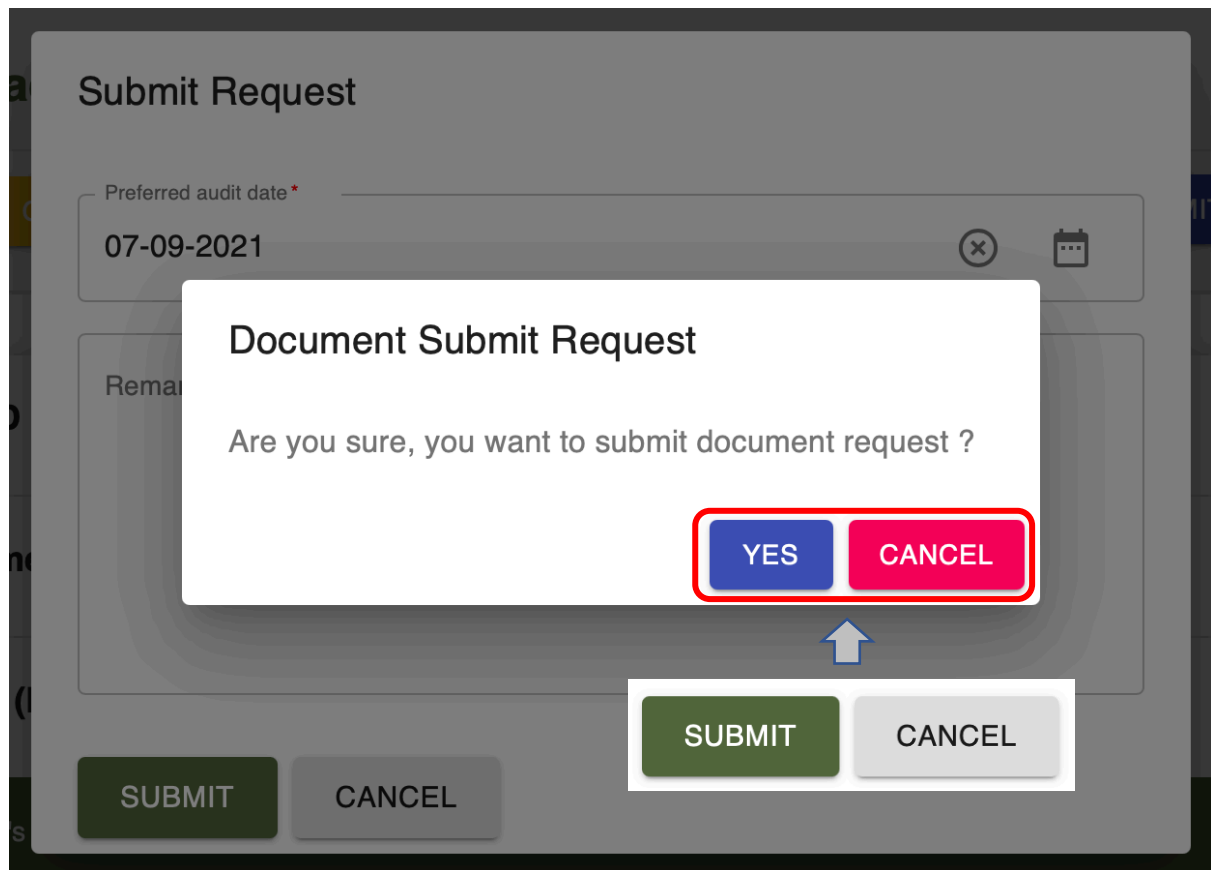 Submit Request
Preferred audit date *
07-09-2021
Document Submit Request
Are you sure, you want to submit document request ?
YES CANCEL
SUBMIT CANCEL
SUBMIT CANCEL